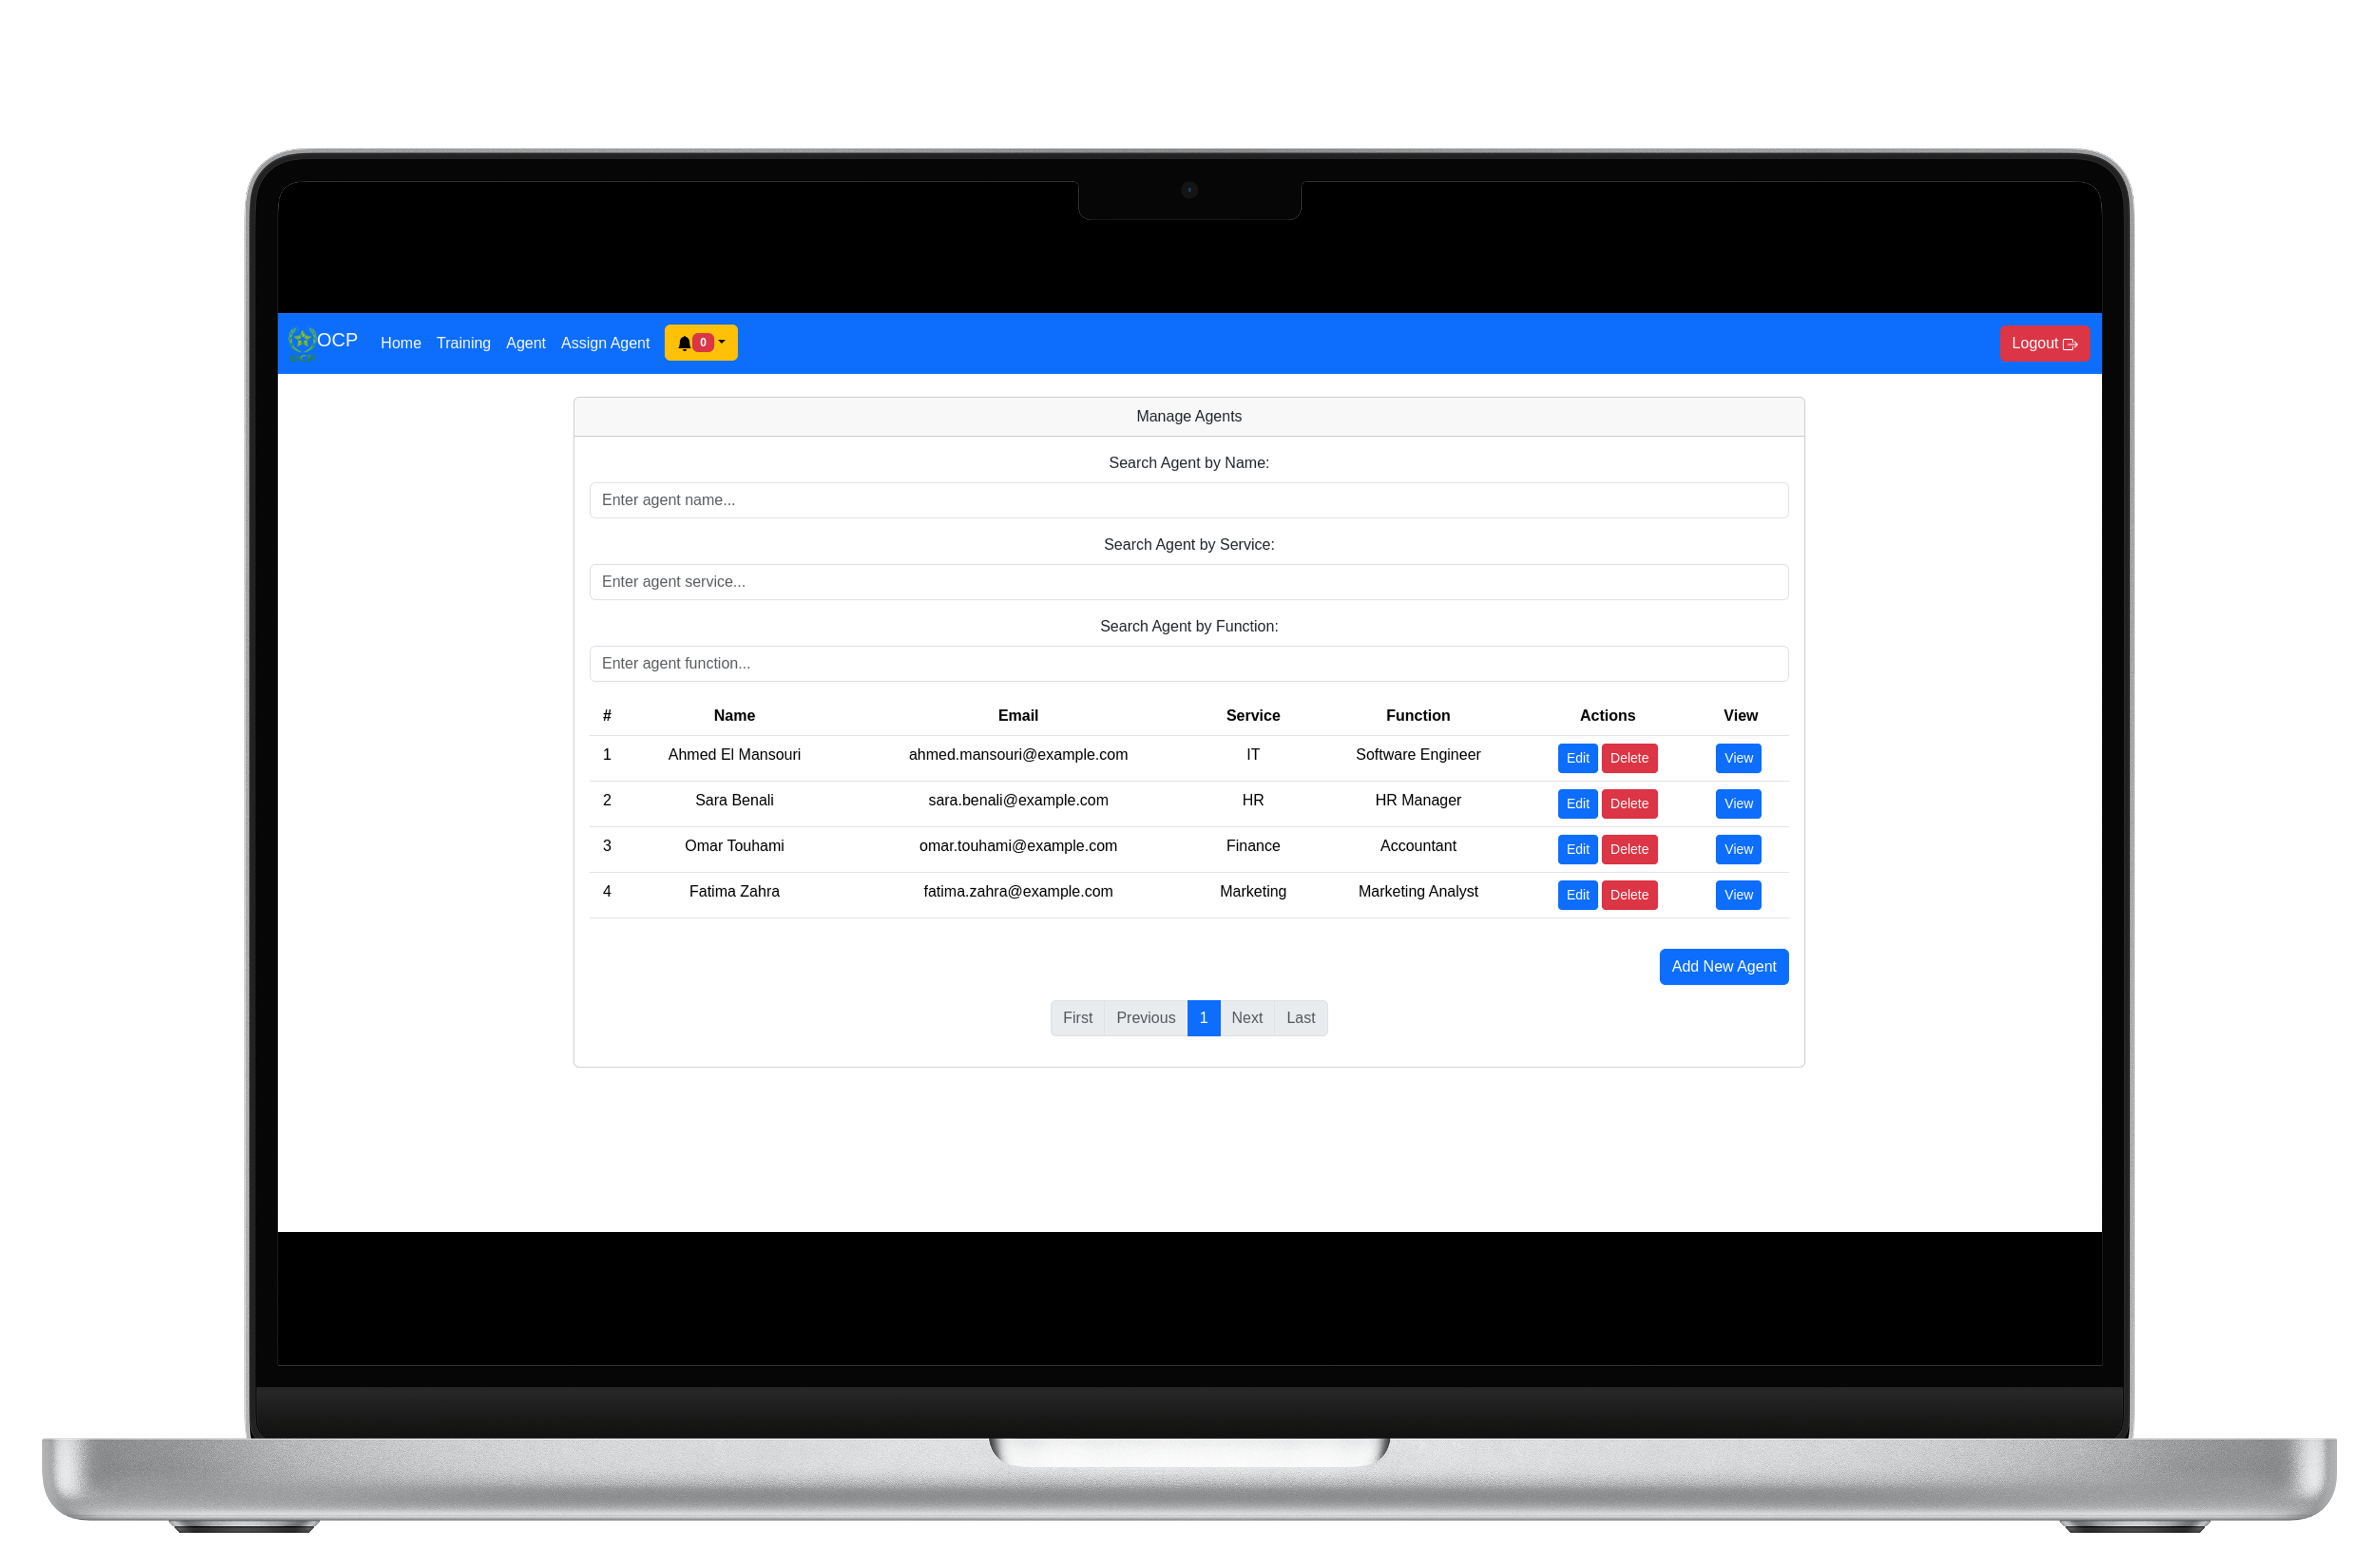 OCP Home Training Agent Assign Agent 0 Logout
OCP
Manage Agents
Search Agent by Name:
Enter agent name...
Search Agent by Service:
Enter agent service...
Search Agent by Function:
Enter agent function...
# Name Email Service Function Actions View
1 Ahmed El Mansouri ahmed.mansouri@example.com IT Software Engineer Edit Delete View
2 Sara Benali sara.benali@example.com HR HR Manager Edit Delete View
3 Omar Touhami omar.touhami@example.com Finance Accountant Edit Delete View
4 Fatima Zahra fatima.zahra@example.com Marketing Marketing Analyst Edit Delete View
Add New Agent
First Previous 1 Next Last